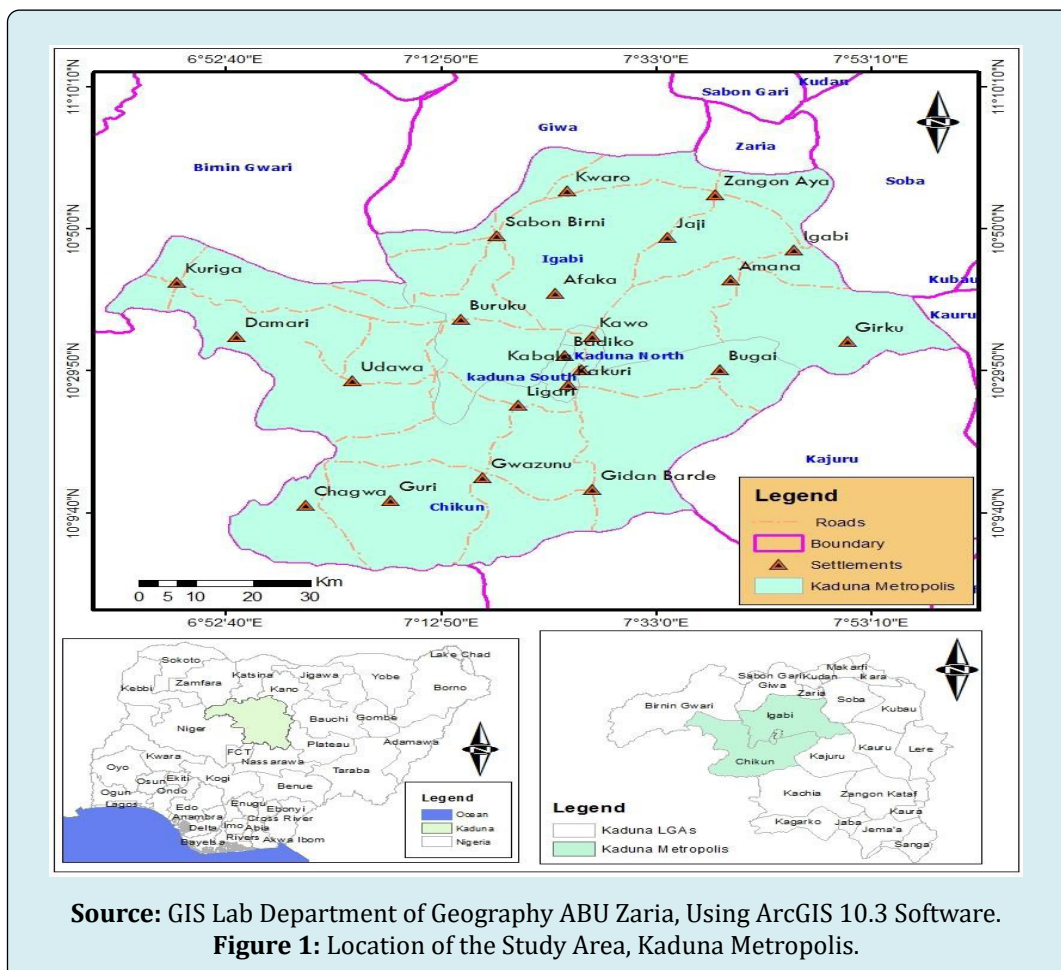 6°52'40"E 7°12'50"E 7°33'0"E 7°53'10"E
11°10'10"N
11°10'10"N
Kudan
Sabon Gari
N
Giwa
Zaria
Birnin Gwari
Soba
Kwaro
Zangon Aya
10°50'0"N
10°50'0"N
Sabon Birni
Jaji
Igabi
Igabi
Kuriga
Afaka
Amana
Kubau
Buruku
Kauru
Damari
Kawo
Badiko
Girku
Kabala
Kaduna North
Bugai
10°29'50"N
10°29'50"N
Udawa
kaduna South
Kakuri
Ligari
Kajuru
Gwazunu
Gidan Barde
Chagwa
Guri
Chikun
10°9'40"N
10°9'40"N
Legend
Roads
Boundary
Settlements
Kaduna Metropolis
Km
0 5 10 20 30
6°52'40"E 7°12'50"E 7°33'0"E 7°53'10"E
Lake Chad
Sokoto
Katsina
Jigawa
Yobe
Zamfara
Kano
Kebbi
Borno
Bauchi
Gombe
Niger
Adamawa
Plateau
FCT
Nassarawa
Kwara
Taraba
Oyo
Kogi
Ekiti
Osun
Benue
Ogun
Ondo
Lagos
Edo
Enugu
Ebonyi
Anambra
Cross River
Delta
Imo
Abia
Rivers
Akwa Ibom
Bayelsa
N
Legend
Ocean
Kaduna
Nigeria
N
Makarfi
Sabon Gari
Kudan
Ikara
Giwa
Zaria
Birnin Gwari
Soba
Kubau
Igabi
Kauru
Lere
Chikun
Kajuru
Kachia
Zangon Kataf
Kaura
Kagarko
Jaba
Jema'a
Sanga
Legend
Kaduna LGAs
Kaduna Metropolis
Source: GIS Lab Department of Geography ABU Zaria, Using ArcGIS 10.3 Software.
Figure 1: Location of the Study Area, Kaduna Metropolis.